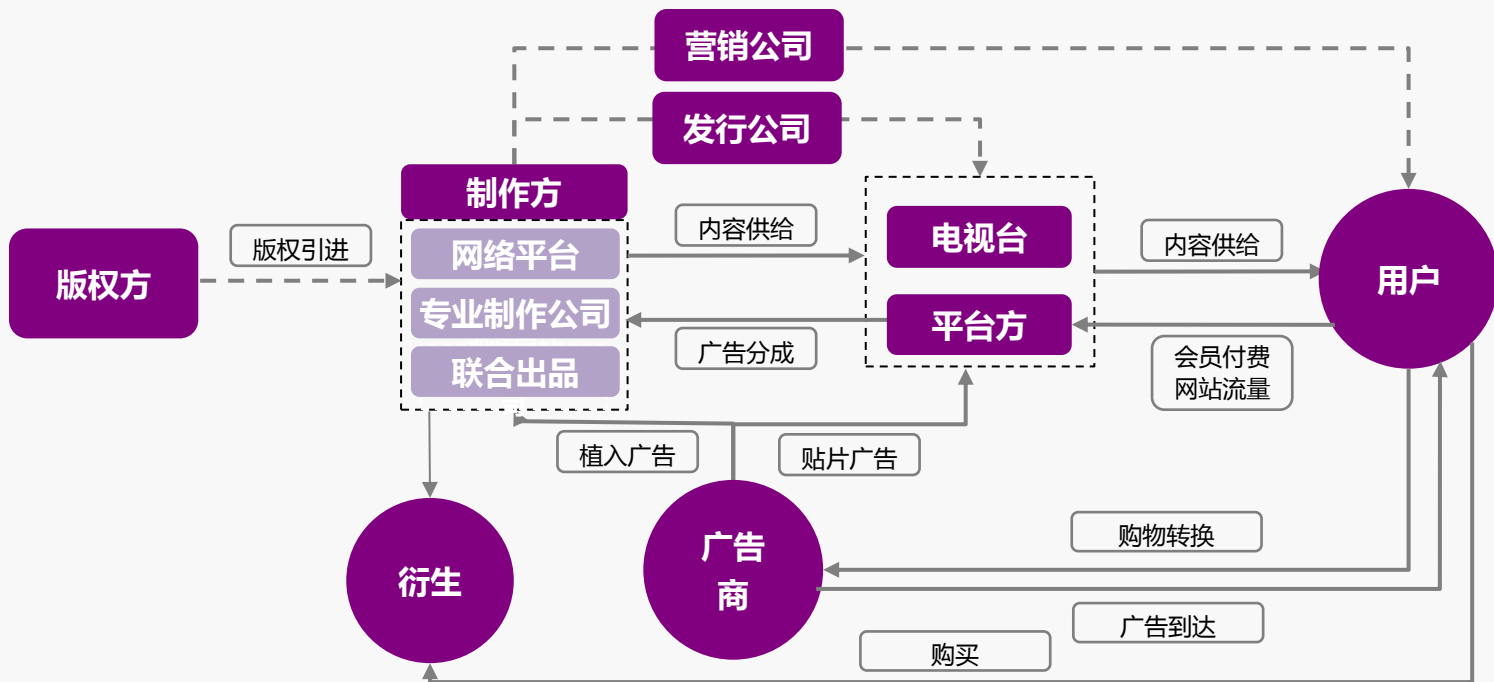 营销公司
发行公司
制作方
网络平台
专业制作公司
联合出品
版权方
版权引进
内容供给
广告分成
电视台
平台方
内容供给
会员付费
网站流量
用户
植入广告
贴片广告
衍生
广告
商
购物转换
广告到达
购买